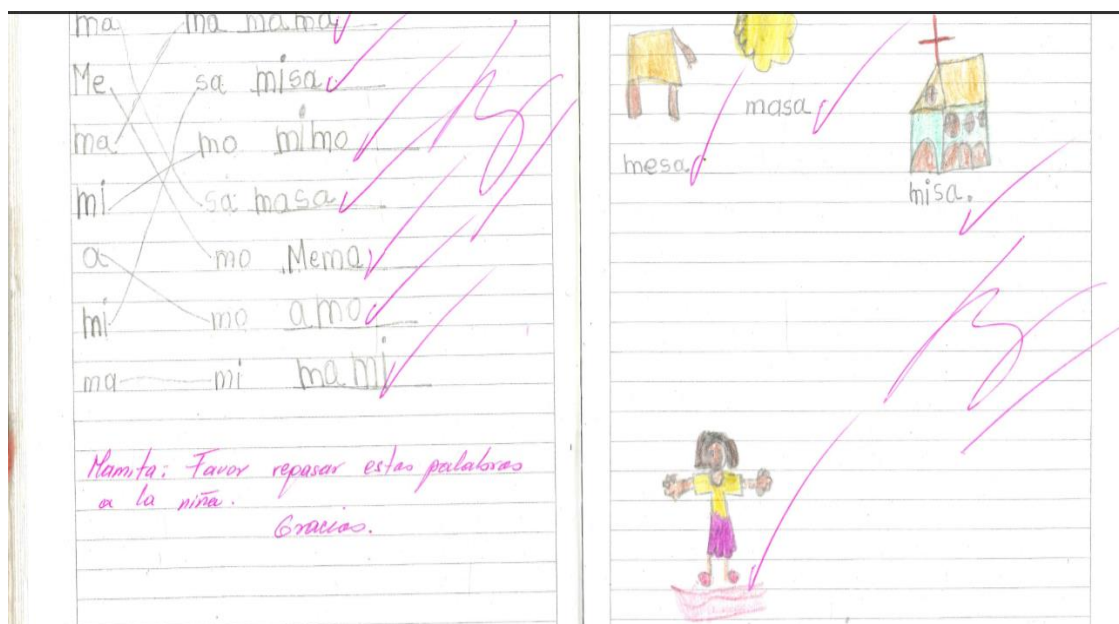 ma ma mamá
Me sa misa
ma mo mimo
mi sa masa
a mo Mema
mi mo amo
ma mi mami
Mamita: Favor repasar estas palabras
a la niña.
Gracias.
masa
mesa.
misa.